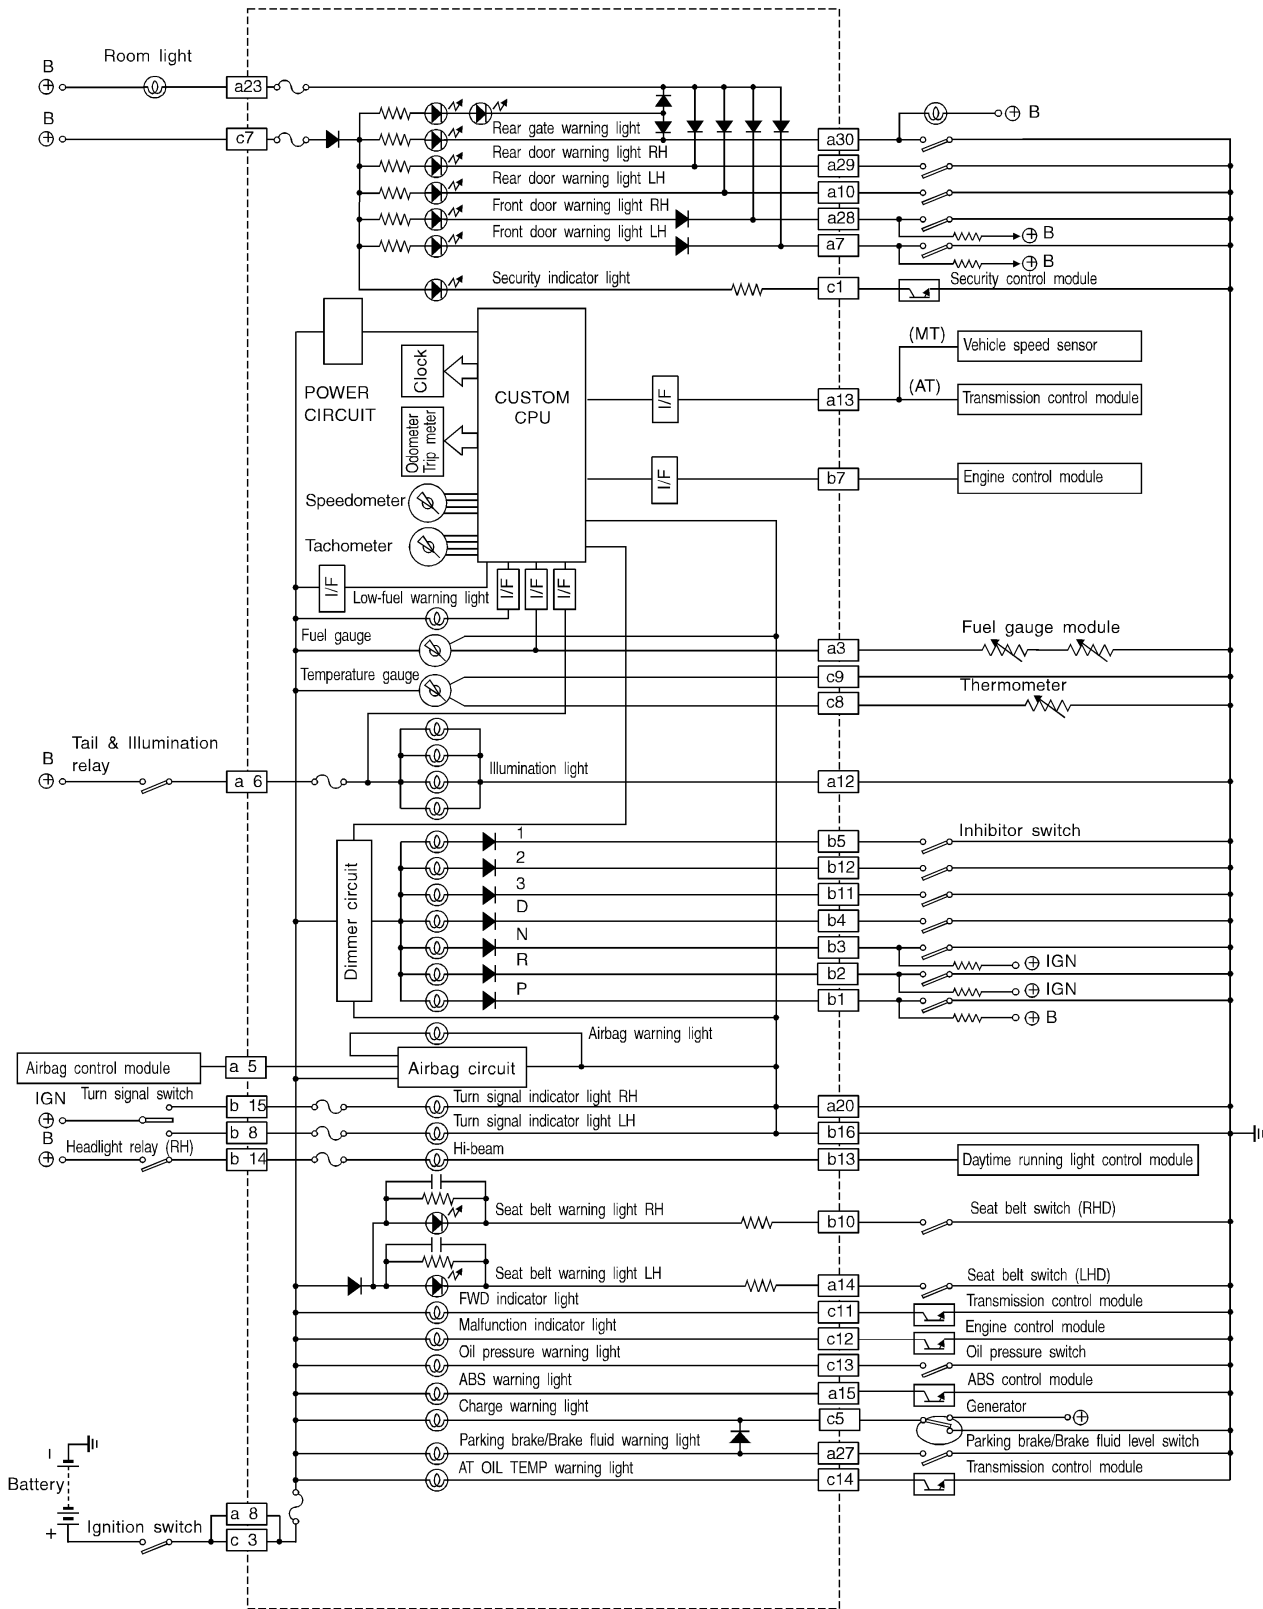 Room light
B
a23
B
c7
B
Rear gate warning light
a30
Rear door warning light RH
a29
Rear door warning light LH
a10
Front door warning light RH
a28
B
Front door warning light LH
a7
B
Security indicator light
c1
Security control module
POWER
CIRCUIT
Clock
Odometer
Trip meter
CUSTOM
CPU
I/F
a13
(MT)
Vehicle speed sensor
(AT)
Transmission control module
I/F
b7
Engine control module
Speedometer
Tachometer
I/F
I/F
I/F
I/F
Low-fuel warning light
Fuel gauge
a3
Fuel gauge module
Temperature gauge
c9
c8
Thermometer
Tail & Illumination
relay
B
a 6
Illumination light
a12
Dimmer circuit
1
b5
Inhibitor switch
2
b12
3
b11
D
b4
N
b3
IGN
R
b2
IGN
P
b1
B
Airbag warning light
Airbag control module
a 5
Airbag circuit
Turn signal switch
IGN
b 15
Turn signal indicator light RH
a20
b 8
Turn signal indicator light LH
b16
B
Headlight relay (RH)
b 14
Hi-beam
b13
Daytime running light control module
Seat belt warning light RH
b10
Seat belt switch (RHD)
Seat belt warning light LH
a14
Seat belt switch (LHD)
FWD indicator light
c11
Transmission control module
Malfunction indicator light
c12
Engine control module
Oil pressure warning light
c13
Oil pressure switch
ABS warning light
a15
ABS control module
Charge warning light
c5
Generator
Parking brake/Brake fluid warning light
a27
Parking brake/Brake fluid level switch
AT OIL TEMP warning light
c14
Transmission control module
Battery
+
Ignition switch
a 8
c 3